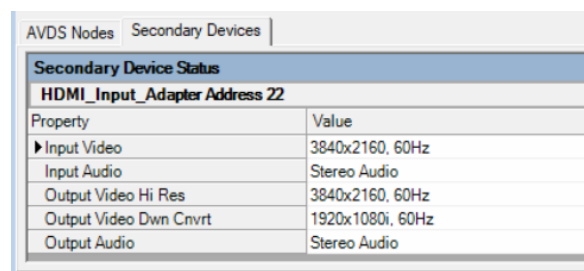 AVDS Nodes Secondary Devices
Secondary Device Status
HDMI_Input_Adapter Address 22
Property Value
Input Video 3840x2160, 60Hz
Input Audio Stereo Audio
Output Video Hi Res 3840x2160, 60Hz
Output Video Dwn Cnvrt 1920x1080i, 60Hz
Output Audio Stereo Audio